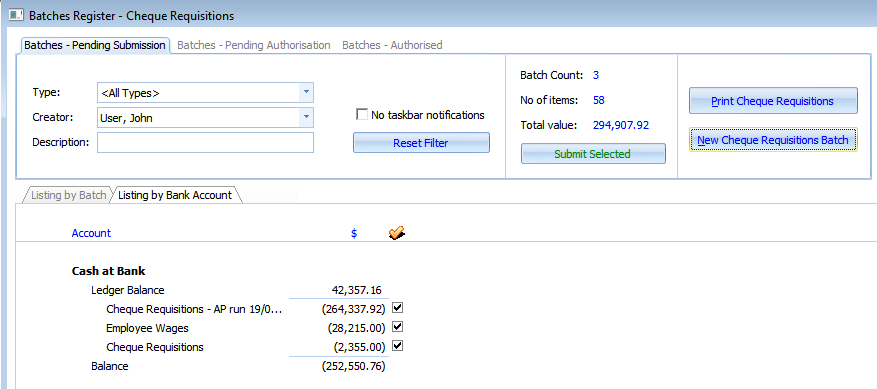 Batches Register - Cheque Requisitions
Batches - Pending Submission Batches - Pending Authorisation Batches - Authorised
Type: <All Types>
Creator: User, John
Description:
No taskbar notifications
Reset Filter
Batch Count: 3
No of items: 58
Total value: 294,907.92
Submit Selected
Print Cheque Requisitions
New Cheque Requisitions Batch
Listing by Batch Listing by Bank Account
Account $
Cash at Bank
Ledger Balance 42,357.16
Cheque Requisitions - AP run 19/0... (264,337.92)
Employee Wages (28,215.00)
Cheque Requisitions (2,355.00)
Balance (252,550.76)